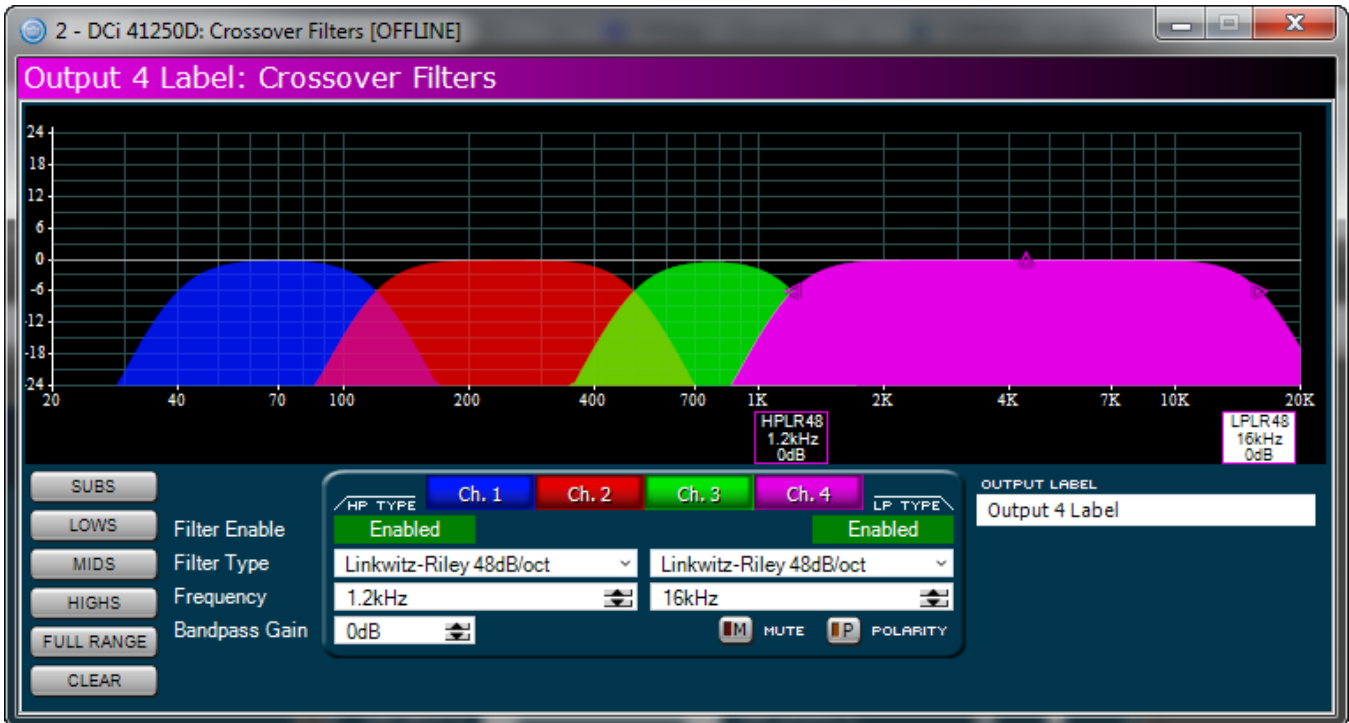 2 - DCi 41250D: Crossover Filters [OFFLINE]
Output 4 Label: Crossover Filters
24
18
12
6
0
-6
-12
-18
-24
20 40 70 100 200 400 700 1K 2K 4K 7K 10K 20K
HPLR48
1.2kHz
0dB
LPLR48
16kHz
0dB
SUBS
LOWS
MIDS
HIGHS
FULL RANGE
CLEAR
HP TYPE Ch. 1 Ch. 2 Ch. 3 Ch. 4 LP TYPE
Filter Enable Enabled Enabled
Filter Type Linkwitz-Riley 48dB/oct Linkwitz-Riley 48dB/oct
Frequency 1.2kHz 16kHz
Bandpass Gain 0dB M MUTE P POLARITY
OUTPUT LABEL
Output 4 Label